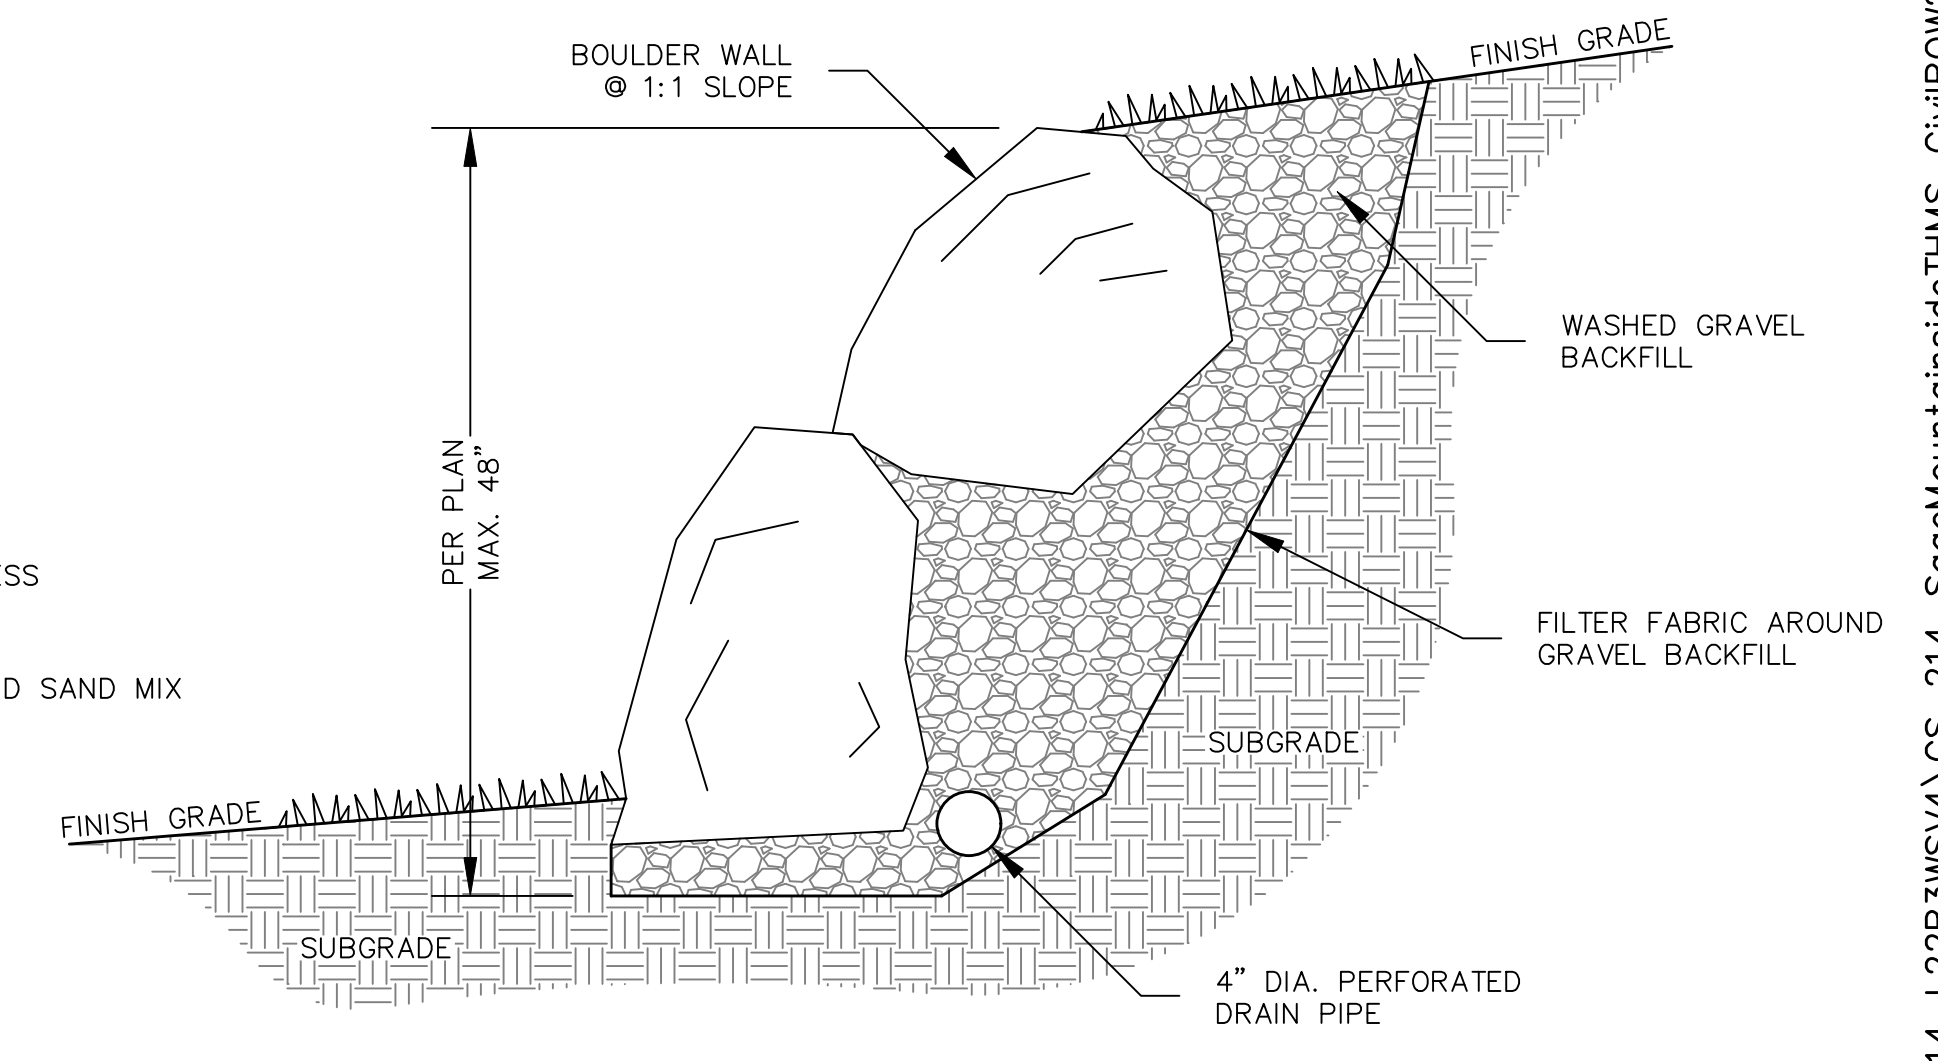 BOULDER WALL
@ 1:1 SLOPE
FINISH GRADE
WASHED GRAVEL
BACKFILL
PER PLAN
MAX. 48”
FILTER FABRIC AROUND
GRAVEL BACKFILL
D SAND MIX
SUBGRADE
FINISH GRADE
SUBGRADE
4” DIA. PERFORATED
DRAIN PIPE